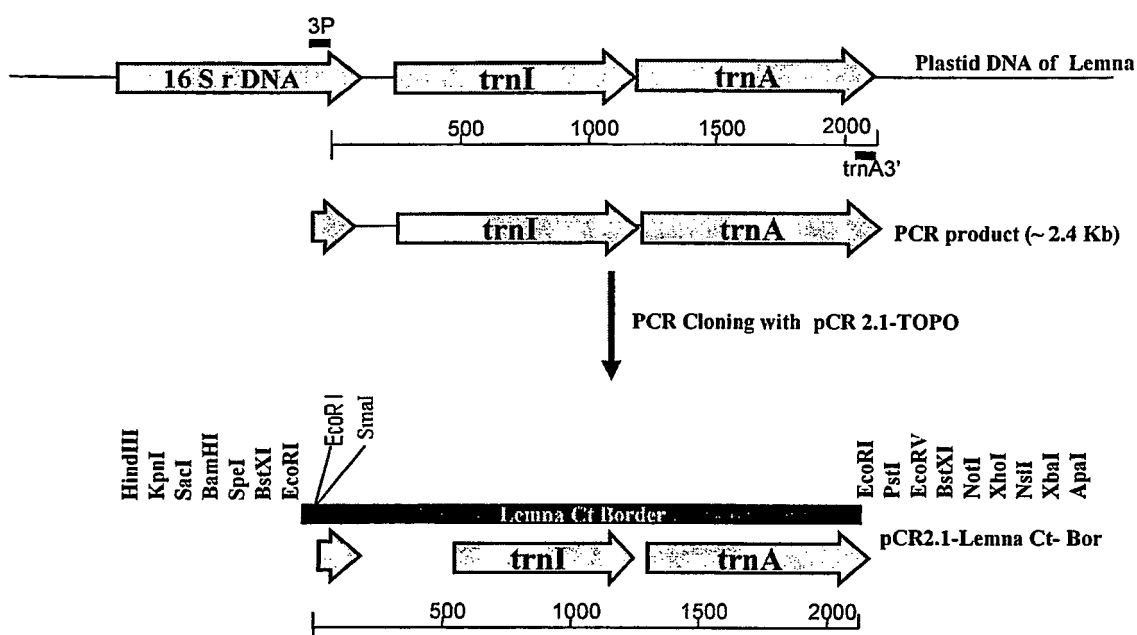 3P
16 S r DNA
trnI
trnA
Plastid DNA of Lemna
500
1000
1500
2000
trnA3'
trnI
trnA
PCR product (~ 2.4 Kb)
PCR Cloning with pCR 2.1-TOPO
HindIII
KpnI
SacI
BamHI
SpeI
BstXI
EcoRI
EcoR I
SmaI
EcoRI
PstI
EcoRV
BstXI
NotI
XhoI
NsiI
XbaI
ApaI
Lemna Ct Border
trnI
trnA
pCR2.1-Lemna Ct- Bor
500
1000
1500
2000